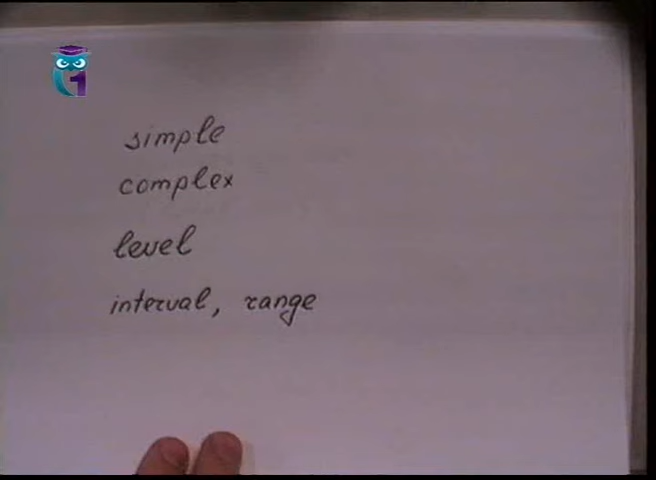 simple
complex
level
interval, range